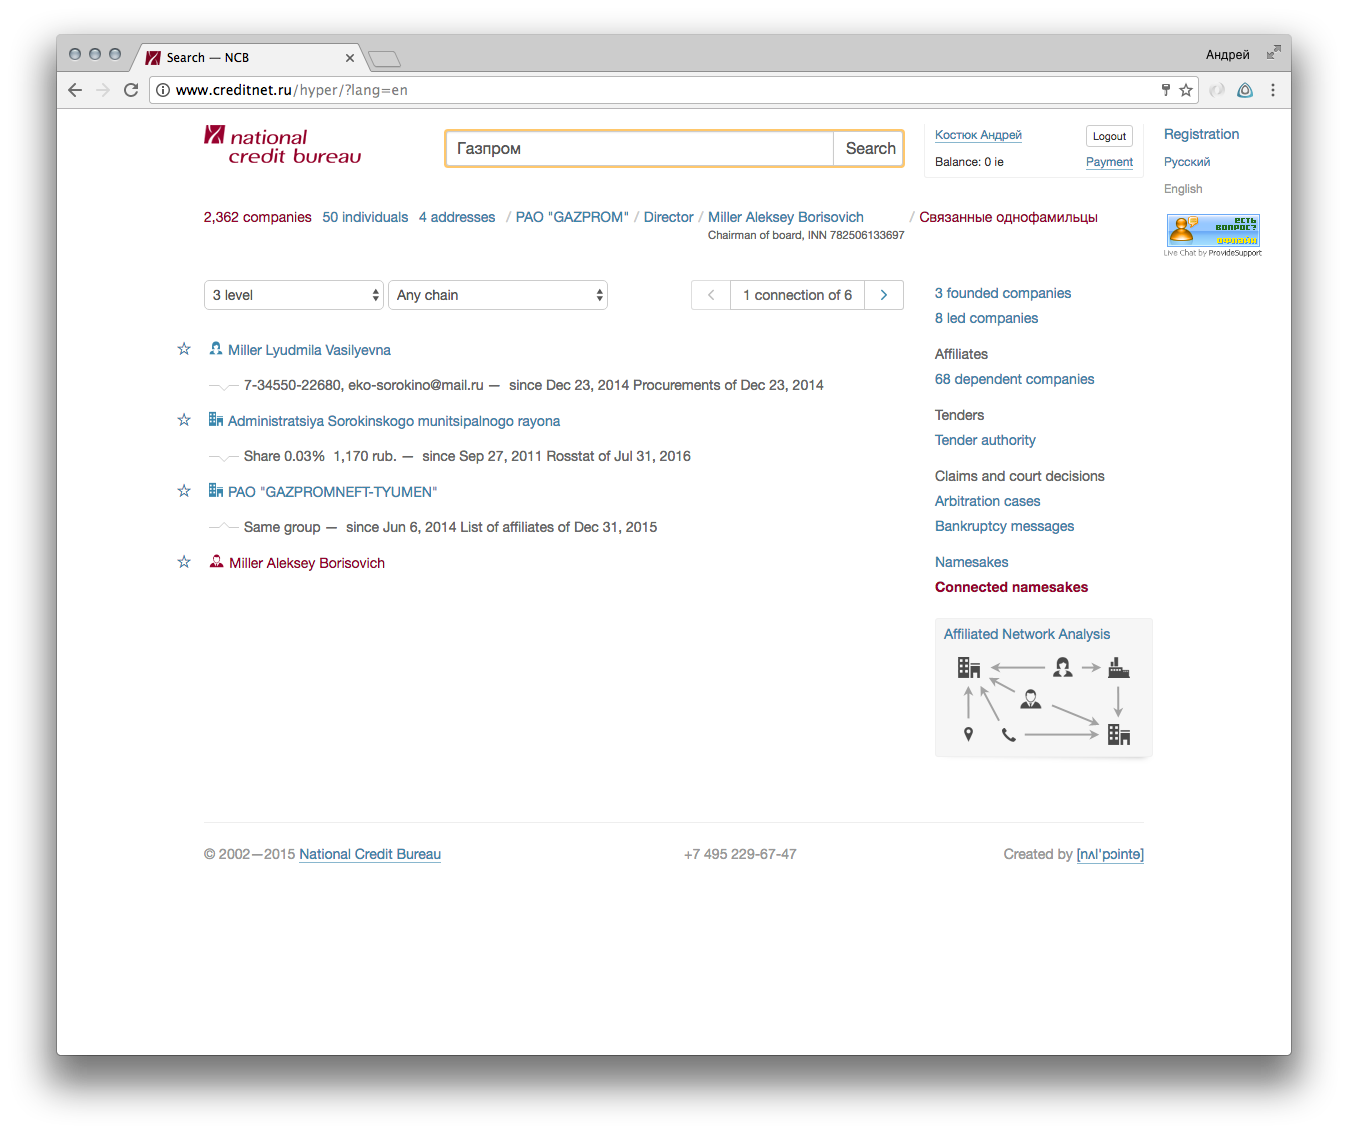 Search — NCB
Андрей
www.creditnet.ru/hyper/?lang=en
national
credit bureau
Газпром
Search
Костюк Андрей
Logout
Balance: 0 ie
Payment
Registration
Русский
English
2,362 companies 50 individuals 4 addresses / PAO "GAZPROM" / Director / Miller Aleksey Borisovich / Связанные однофамильцы
Chairman of board, INN 782506133697
ЕСТЬ
ВОПРОС?
Live Chat by ProvideSupport
3 level
Any chain
1 connection of 6
Miller Lyudmila Vasilyevna
7-34550-22680, eko-sorokino@mail.ru — since Dec 23, 2014 Procurements of Dec 23, 2014
Administratsiya Sorokinskogo munitsipalnogo rayona
Share 0.03% 1,170 rub. — since Sep 27, 2011 Rosstat of Jul 31, 2016
PAO "GAZPROMNEFT-TYUMEN"
Same group — since Jun 6, 2014 List of affiliates of Dec 31, 2015
Miller Aleksey Borisovich
3 founded companies
8 led companies
Affiliates
68 dependent companies
Tenders
Tender authority
Claims and court decisions
Arbitration cases
Bankruptcy messages
Namesakes
Connected namesakes
Affiliated Network Analysis
© 2002—2015 National Credit Bureau
+7 495 229-67-47
Created by [nʌl'pɔintɘ]